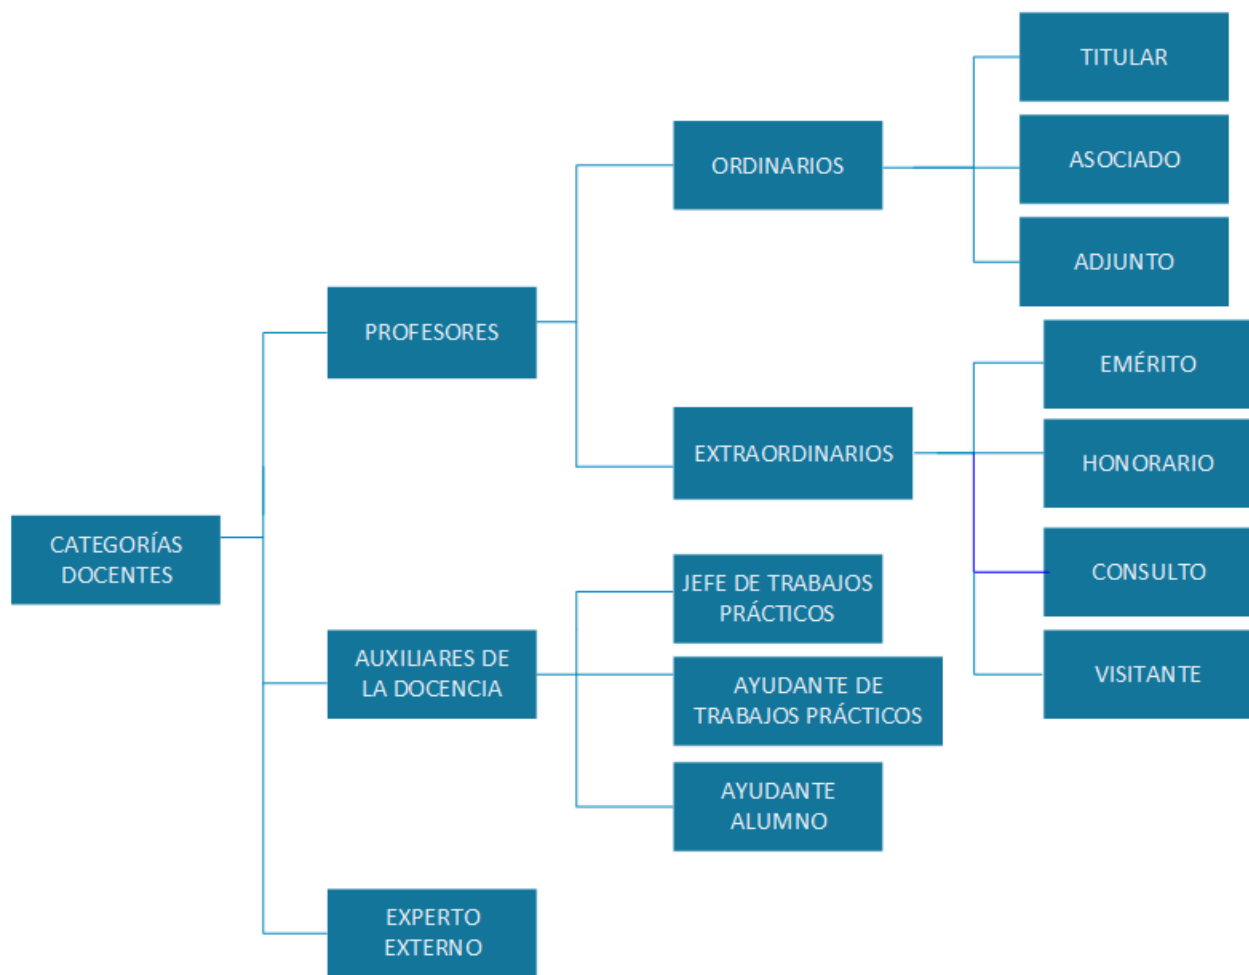 CATEGORÍAS
DOCENTES
PROFESORES
ORDINARIOS
TITULAR
ASOCIADO
ADJUNTO
EXTRAORDINARIOS
EMÉRITO
HONORARIO
CONSULTO
VISITANTE
AUXILIARES DE
LA DOCENCIA
JEFE DE TRABAJOS
PRÁCTICOS
AYUDANTE DE
TRABAJOS PRÁCTICOS
AYUDANTE
ALUMNO
EXPERTO
EXTERNO